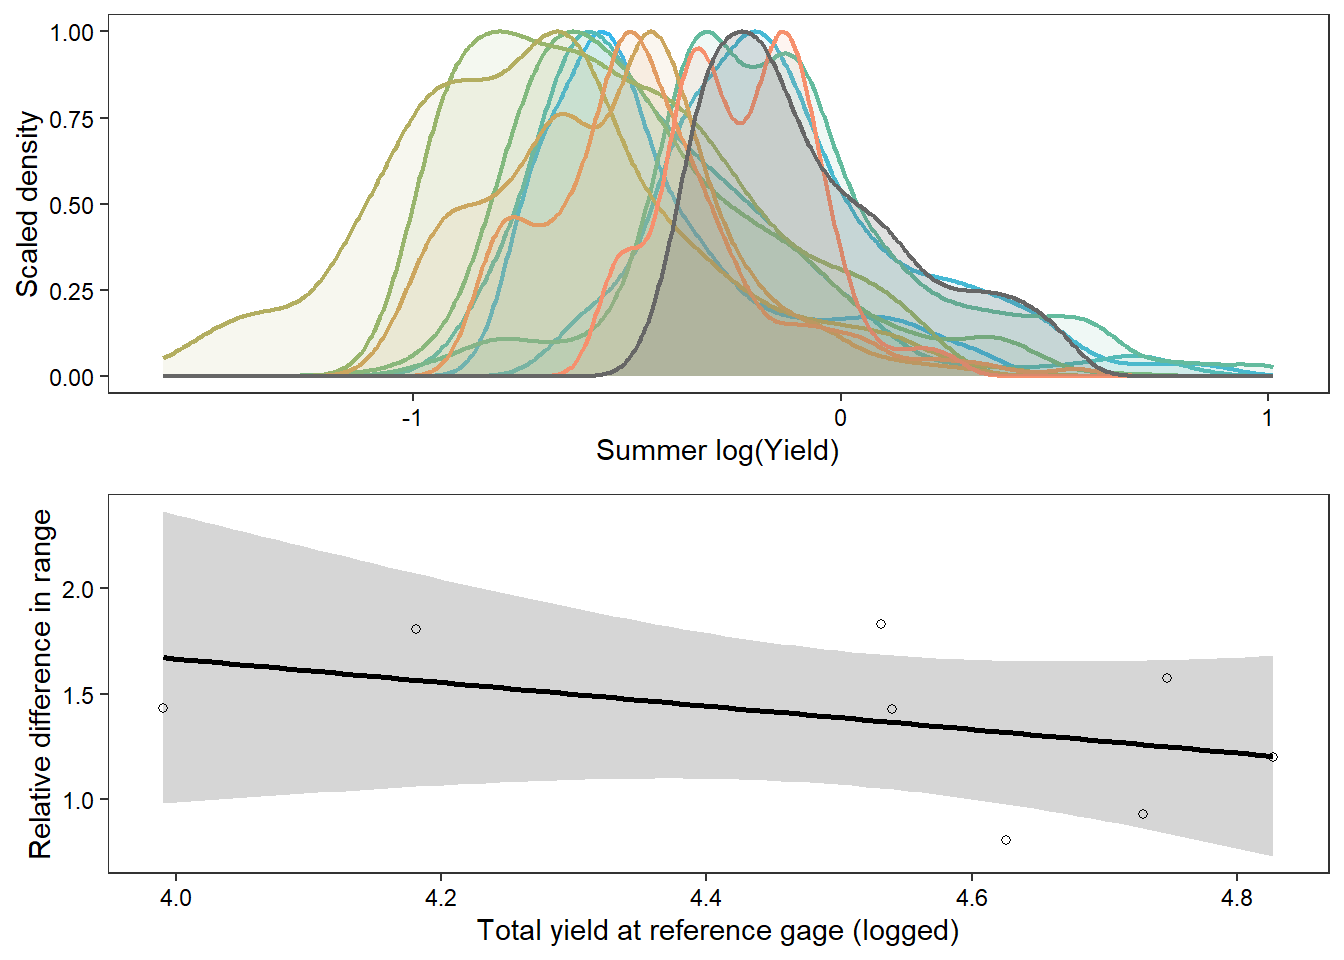 1.00
0.75
0.50
0.25
0.00
Scaled density
-1 0 1
Summer log(Yield)
2.0
1.5
1.0
Relative difference in range
4.0 4.2 4.4 4.6 4.8
Total yield at reference gage (logged)